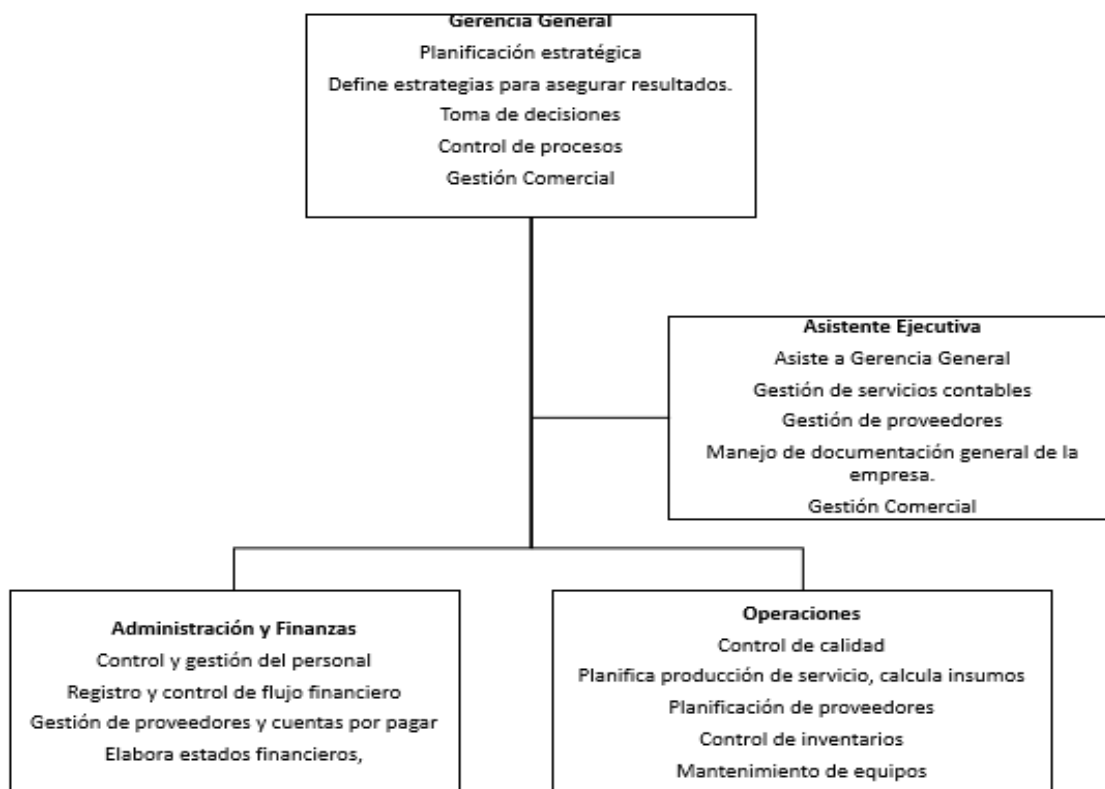 Gerencia General
Planificación estratégica
Define estrategias para asegurar resultados.
Toma de decisiones
Control de procesos
Gestión Comercial
Asistente Ejecutiva
Asiste a Gerencia General
Gestión de servicios contables
Gestión de proveedores
Manejo de documentación general de la
empresa.
Gestión Comercial
Administración y Finanzas
Control y gestión del personal
Registro y control de flujo financiero
Gestión de proveedores y cuentas por pagar
Elabora estados financieros,
Operaciones
Control de calidad
Planifica producción de servicio, calcula insumos
Planificación de proveedores
Control de inventarios
Mantenimiento de equipos